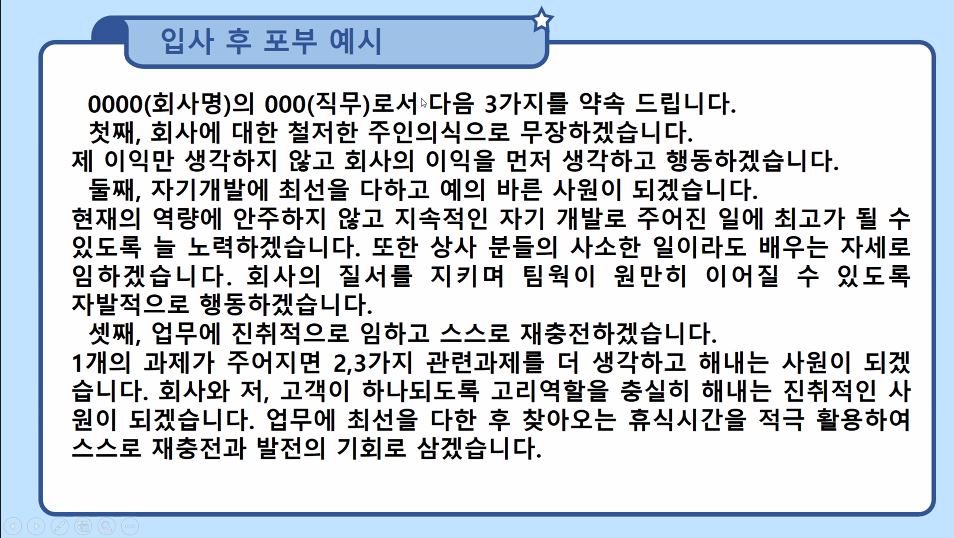 입사 후 포부 예시
0000(회사명)의 000(직무)로서 다음 3가지를 약속 드립니다.
첫째, 회사에 대한 철저한 주인의식으로 무장하겠습니다.
제 이익만 생각하지 않고 회사의 이익을 먼저 생각하고 행동하겠습니다.
둘째, 자기개발에 최선을 다하고 예의 바른 사원이 되겠습니다.
현재의 역량에 안주하지 않고 지속적인 자기 개발로 주어진 일에 최고가 될 수
있도록 늘 노력하겠습니다. 또한 상사 분들의 사소한 일이라도 배우는 자세로
임하겠습니다. 회사의 질서를 지키며 팀웍이 원만히 이어질 수 있도록
자발적으로 행동하겠습니다.
셋째, 업무에 진취적으로 임하고 스스로 재충전하겠습니다.
1개의 과제가 주어지면 2,3가지 관련과제를 더 생각하고 해내는 사원이 되겠
습니다. 회사와 저, 고객이 하나되도록 고리역할을 충실히 해내는 진취적인 사
원이 되겠습니다. 업무에 최선을 다한 후 찾아오는 휴식시간을 적극 활용하여
스스로 재충전과 발전의 기회로 삼겠습니다.